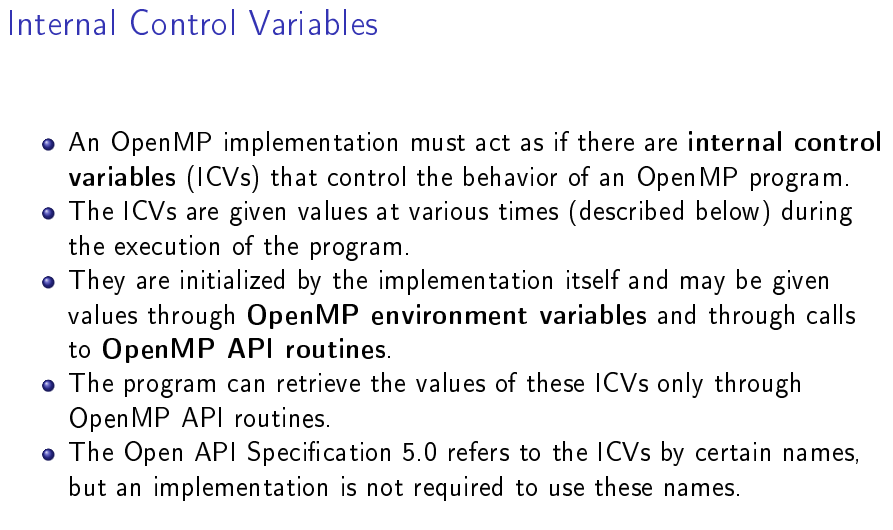 Internal Control Variables
An OpenMP implementation must act as if there are internal control
variables (ICVs) that control the behavior of an OpenMP program.
The ICVs are given values at various times (described below) during
the execution of the program.
They are initialized by the implementation itself and may be given
values through OpenMP environment variables and through calls
to OpenMP API routines.
The program can retrieve the values of these ICVs only through
OpenMP API routines.
The Open API Specification 5.0 refers to the ICVs by certain names,
but an implementation is not required to use these names.